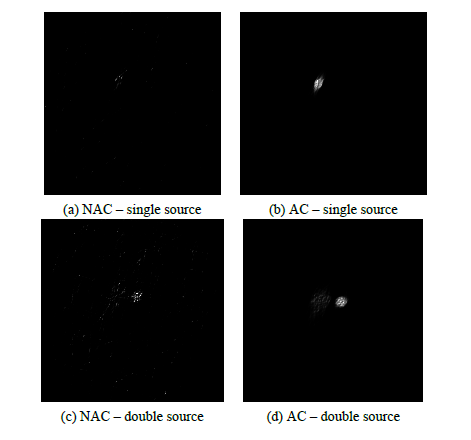 (a) NAC – single source
(b) AC – single source
(c) NAC – double source
(d) AC – double source